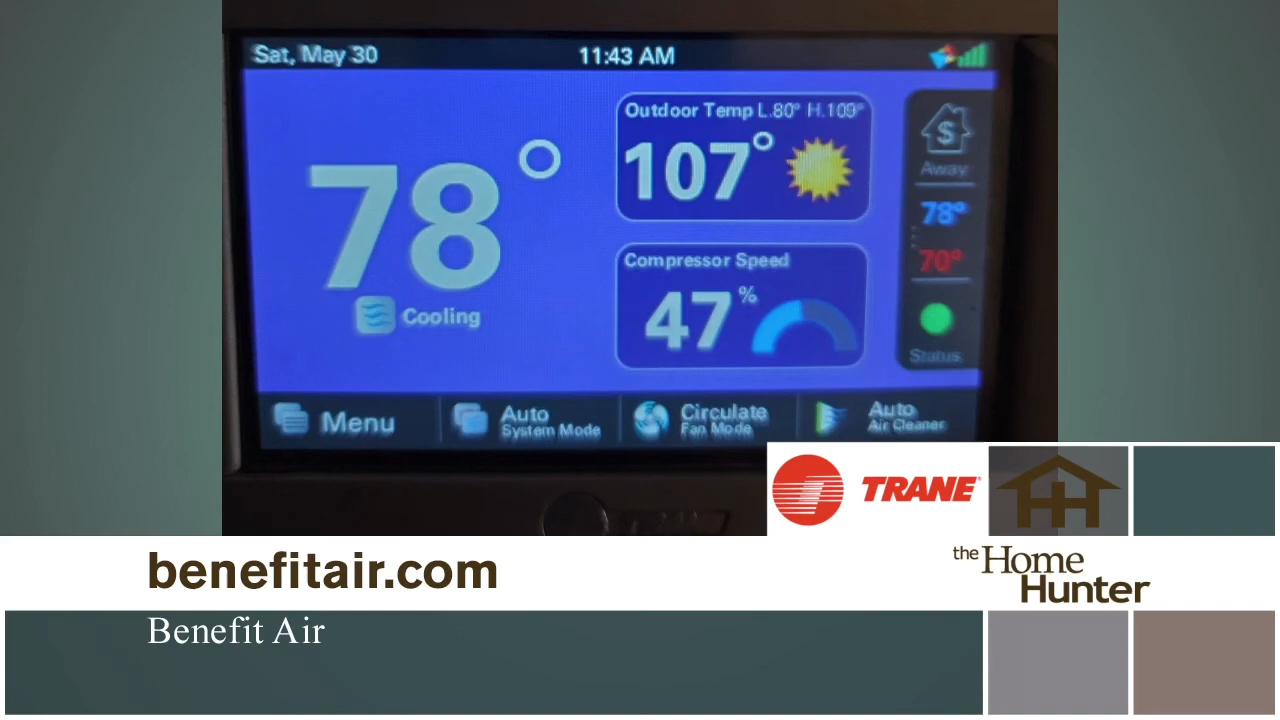 Sat, May 30
11:43 AM
78°
Cooling
Outdoor Temp L.80° H.109°
107°
Compressor Speed
47%
$
Away
78°
70°
Status
Menu
Auto
System Mode
Circulate
Fan Mode
Auto
Air Cleaner
TRANE
HH
benefitair.com
the Home
Hunter
Benefit Air